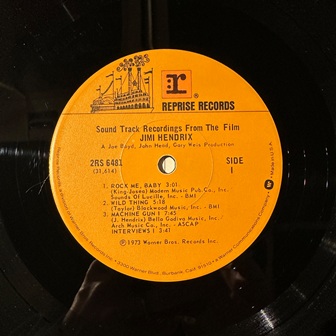 r
REPRISE RECORDS
Sound Track Recordings From The Film
JIMI HENDRIX
A Joe Boyd, John Head, Gary Weis Production
2RS 6481
(31,614)
SIDE
1
1. ROCK ME, BABY 3:01
(King-Josea) Modern Music Pub Co., Inc.
Sounds Of Lucille, Inc. - BMI
2. WILD THING 5:18
(Taylor) Blackwood Music, Inc. - BMI
3. MACHINE GUN I 7:45
(J. Hendrix) Bella Godiva Music, Inc.
Arch Music Co., Inc. - ASCAP
INTERVIEWS I 3:41
Ⓟ 1973 Warner Bros. Records Inc.